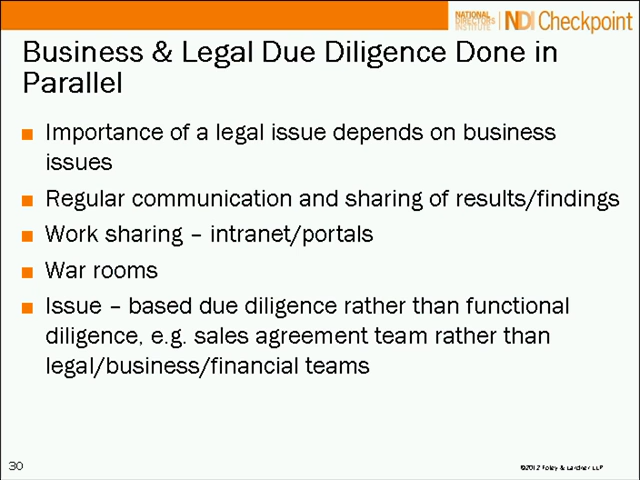 NATIONAL
DIRECTORS
INSTITUTE
NDI Checkpoint
Business & Legal Due Diligence Done in
Parallel
Importance of a legal issue depends on business
issues
Regular communication and sharing of results/findings
Work sharing – intranet/portals
War rooms
Issue – based due diligence rather than functional
diligence, e.g. sales agreement team rather than
legal/business/financial teams
30
©2012 Foley & Lardner LLP